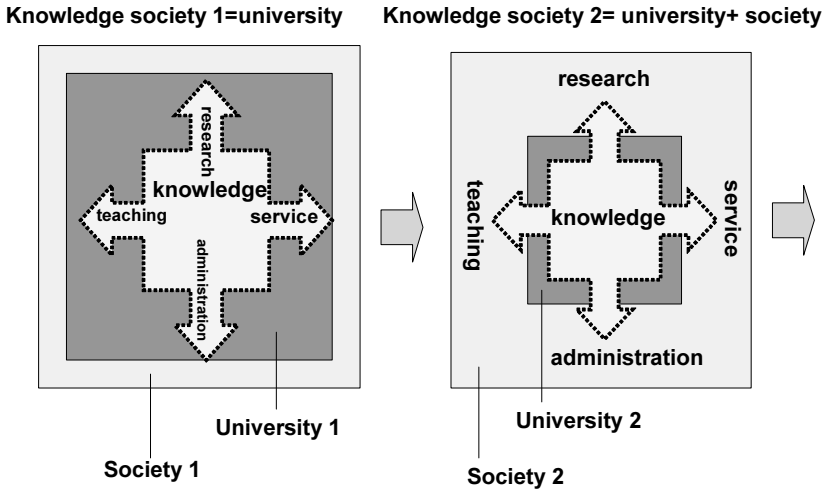 Knowledge society 1=university
research
knowledge
teaching
service
administration
University 1
Society 1
Knowledge society 2= university+ society
research
teaching
knowledge
service
administration
University 2
Society 2